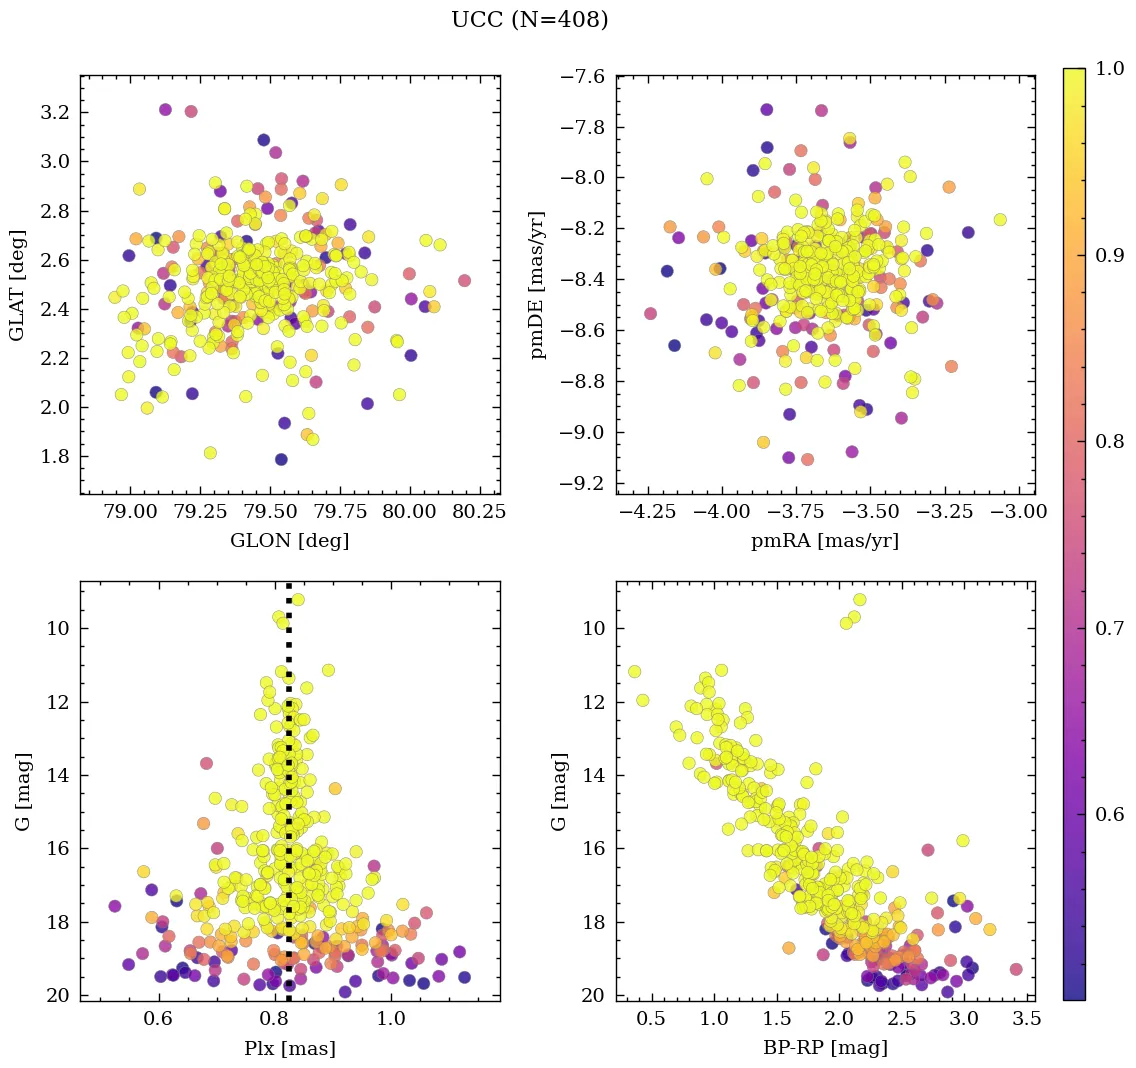 UCC (N=408)
3.2
3.0
2.8
2.6
2.4
2.2
2.0
1.8
GLAT [deg]
79.00 79.25 79.50 79.75 80.00 80.25
GLON [deg]
−7.6
−7.8
−8.0
−8.2
−8.4
−8.6
−8.8
−9.0
−9.2
pmDE [mas/yr]
−4.25 −4.00 −3.75 −3.50 −3.25 −3.00
pmRA [mas/yr]
10
12
14
16
18
20
G [mag]
0.6 0.8 1.0
Plx [mas]
10
12
14
16
18
20
G [mag]
0.5 1.0 1.5 2.0 2.5 3.0 3.5
BP-RP [mag]
1.0
0.9
0.8
0.7
0.6